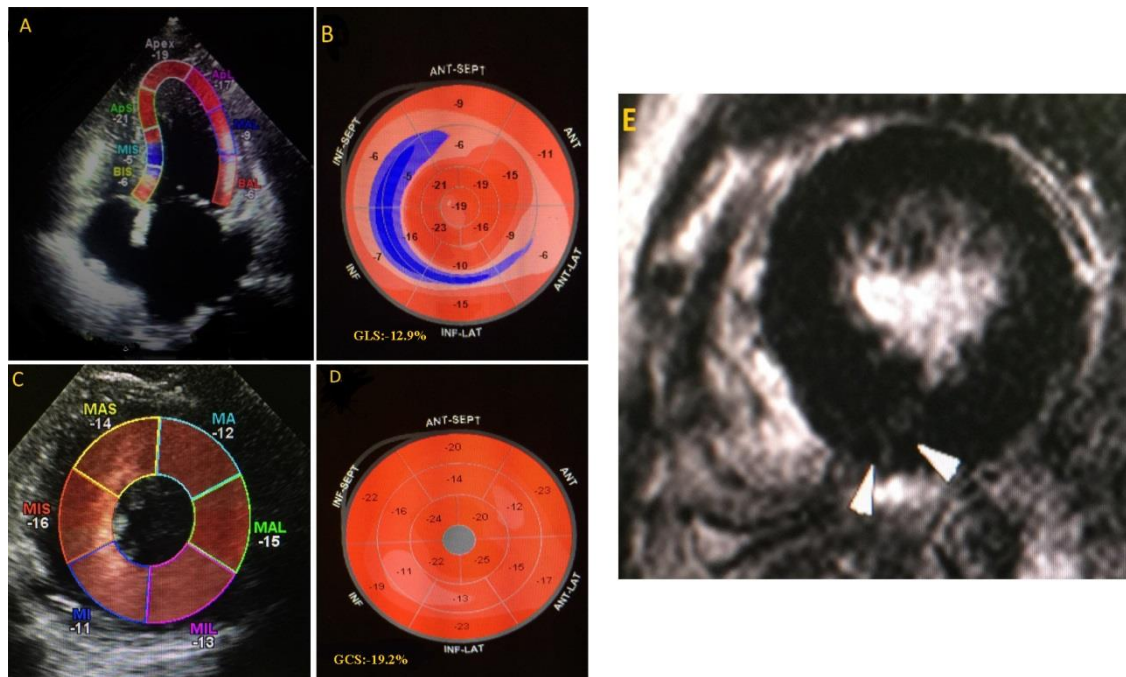 A
Apex
-19
ApL
-17
ApS
-21
-9
MIS
-5
BIS
-6
BAL
B
ANT-SEPT
-9
INF-SEPT
ANT
-6
-6
-11
-5
-21
-19
-15
-19
-16
-23
-16
-9
-6
-7
-10
INF
ANT-LAT
-15
INF-LAT
GLS:-12.9%
C
MAS
-14
MA
-12
MIS
-16
MAL
-15
MI
-11
MIL
-13
D
ANT-SEPT
-20
INF-SEPT
ANT
-14
-22
-23
-16
-24
-20
-12
-11
-22
-25
-15
-19
-17
-13
INF
ANT-LAT
-23
INF-LAT
GCS:-19.2%
E